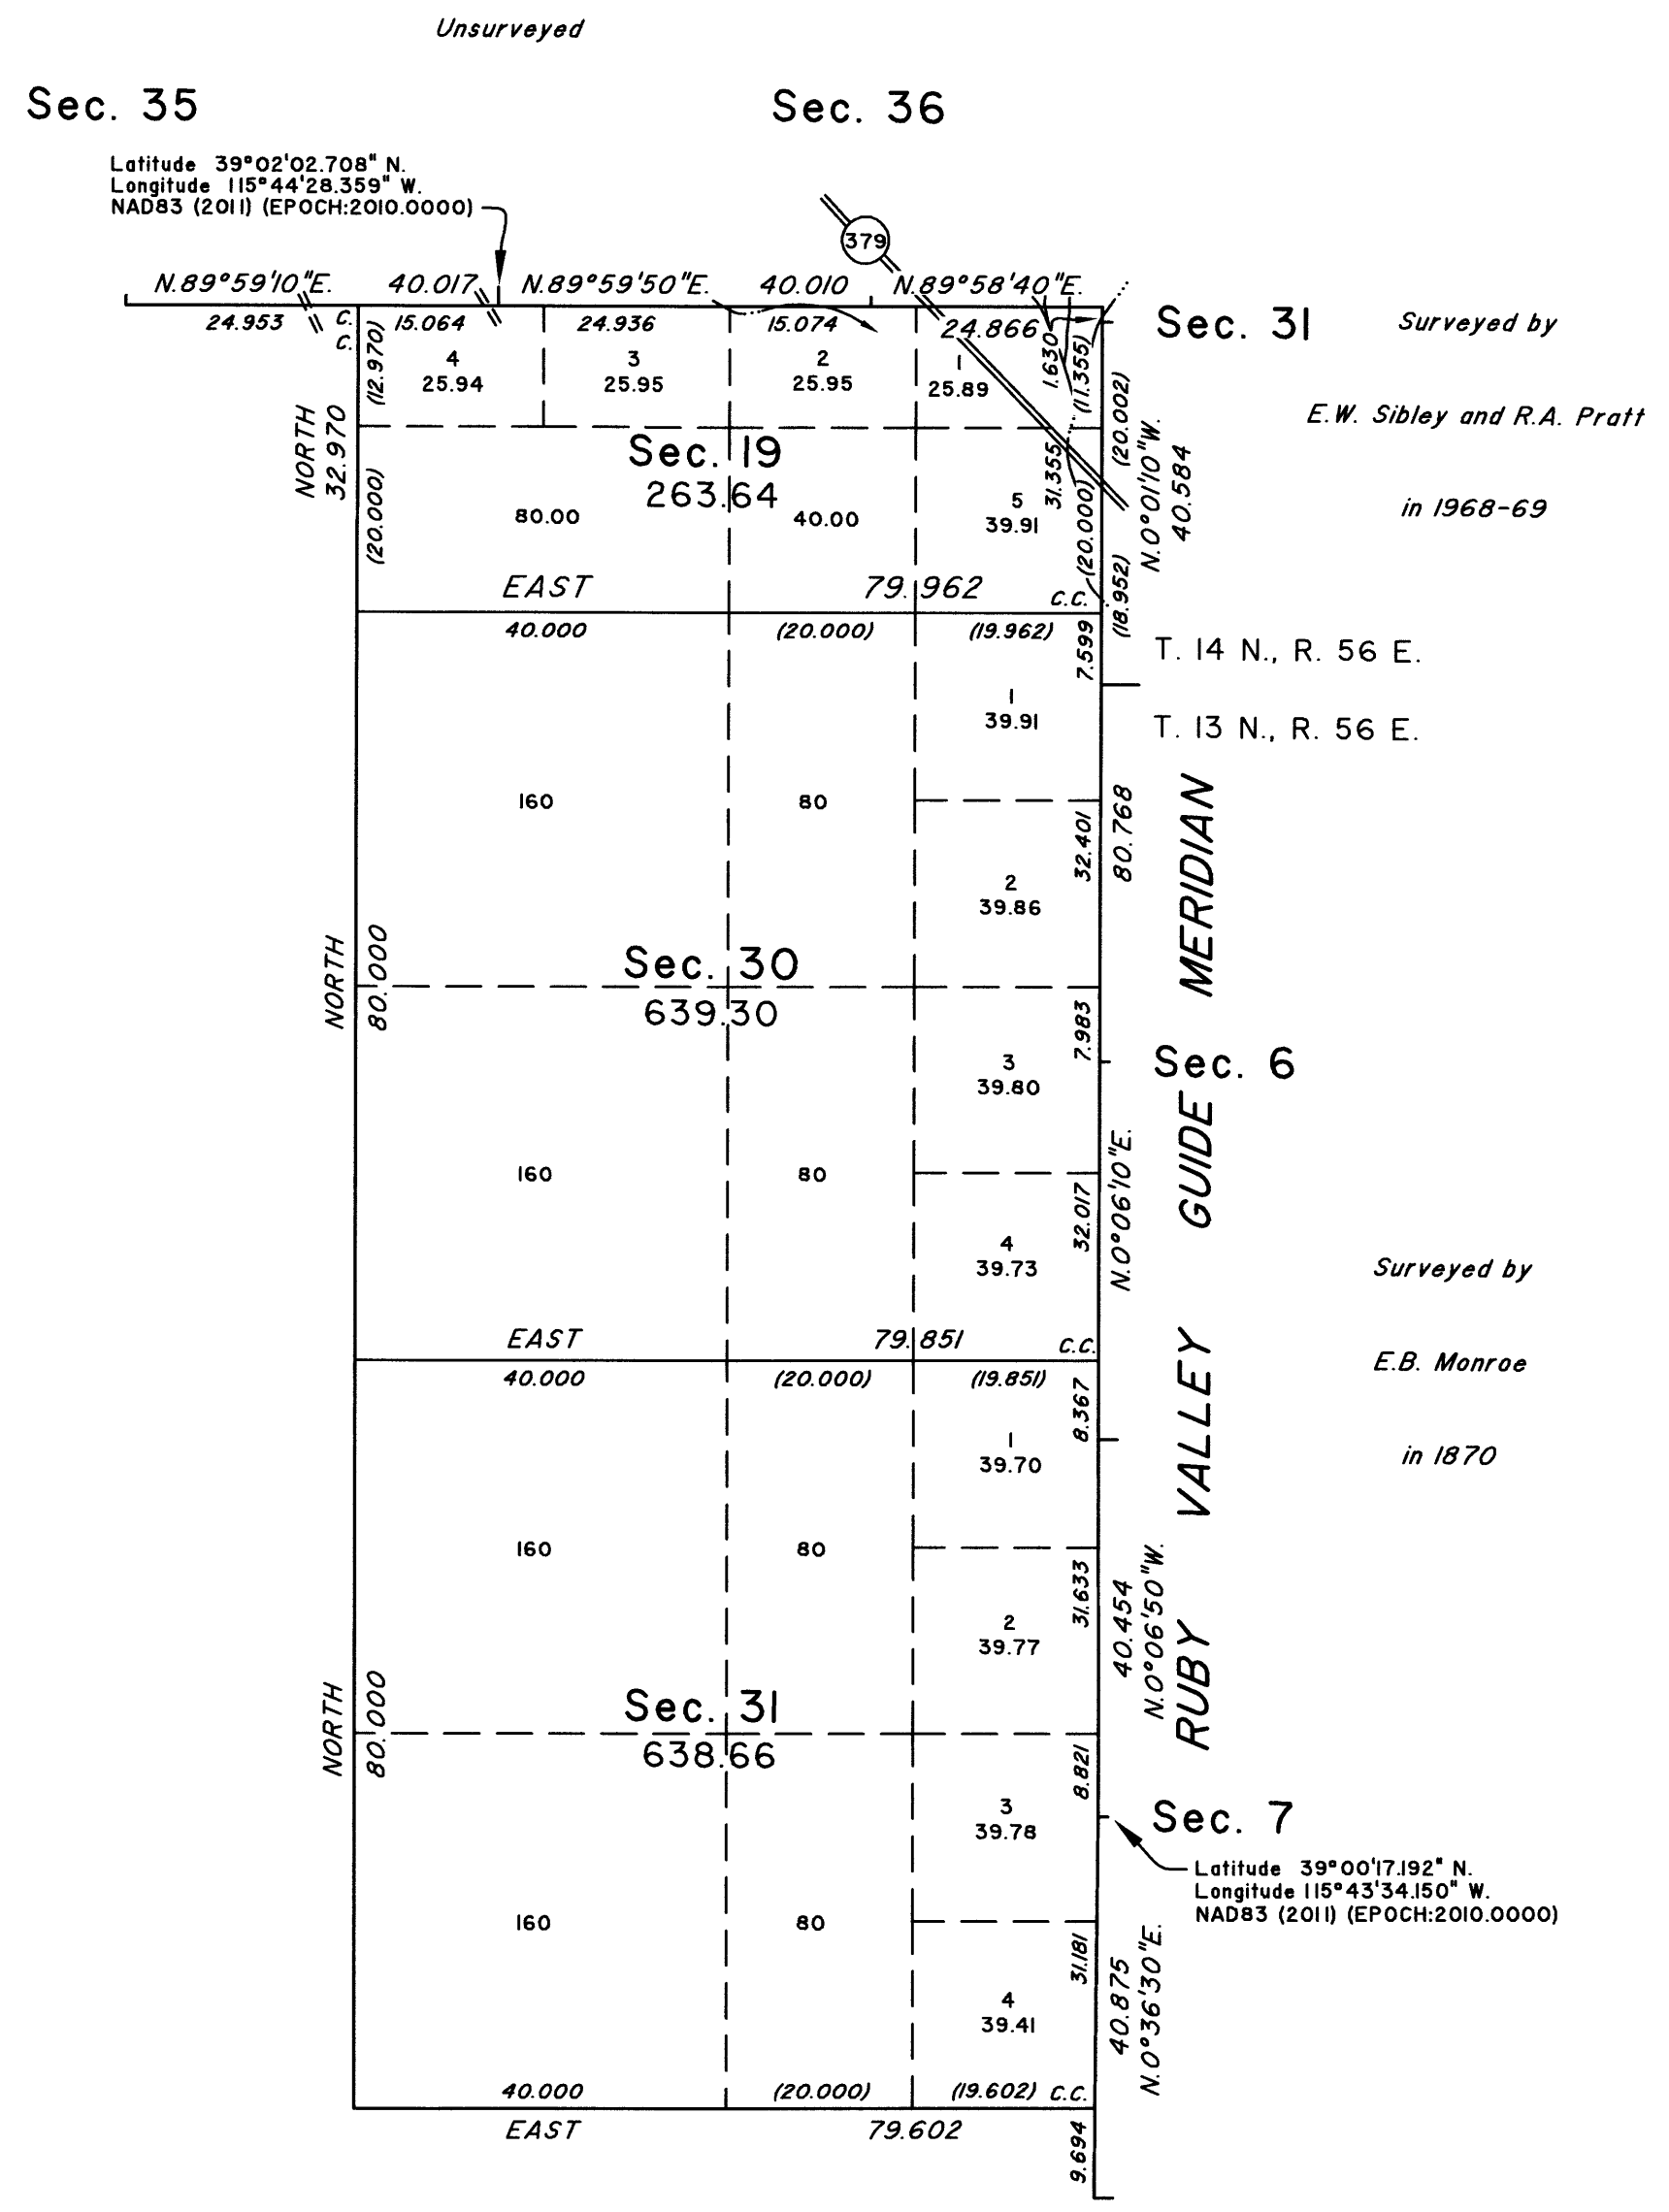 Unsurveyed
Sec. 35
Sec. 36
Latitude 39°02'02.708" N.
Longitude 115°44'28.359" W.
NAD83 (2011) (EPOCH:2010.0000)
379
N.89°59'10"E.
40.017
N.89°59'50"E.
40.010
N.89°58'40"E.
24.953
C.
C.
15.064
24.936
15.074
24.866
Sec. 31
Surveyed by
E.W. Sibley and R.A. Pratt
in 1968-69
(12.970)
4
25.94
3
25.95
2
25.95
1
25.89
1.630
(11.355)
(20.002)
NORTH
32.970
Sec. 19
263.64
31.355
N.0°01'10"W.
40.584
(20.000)
80.00
40.00
5
39.91
(20.000)
(18.952)
EAST
79.962
C.C.
40.000
(20.000)
(19.962)
7.599
T. 14 N., R. 56 E.
T. 13 N., R. 56 E.
1
39.91
160
80
32.401
80.768
2
39.86
NORTH
80.000
Sec. 30
639.30
7.983
3
39.80
Sec. 6
160
80
32.017
N.0°06'10"E.
4
39.73
RUBY VALLEY GUIDE MERIDIAN
Surveyed by
E.B. Monroe
in 1870
EAST
79.851
C.C.
40.000
(20.000)
(19.851)
8.367
1
39.70
160
80
31.633
40.454
N.0°06'50"W.
2
39.77
NORTH
80.000
Sec. 31
638.66
8.821
3
39.78
Sec. 7
Latitude 39°00'17.192" N.
Longitude 115°43'34.150" W.
NAD83 (2011) (EPOCH:2010.0000)
160
80
31.181
40.875
N.0°36'30"E.
4
39.41
40.000
(20.000)
(19.602)
C.C.
EAST
79.602
9.694